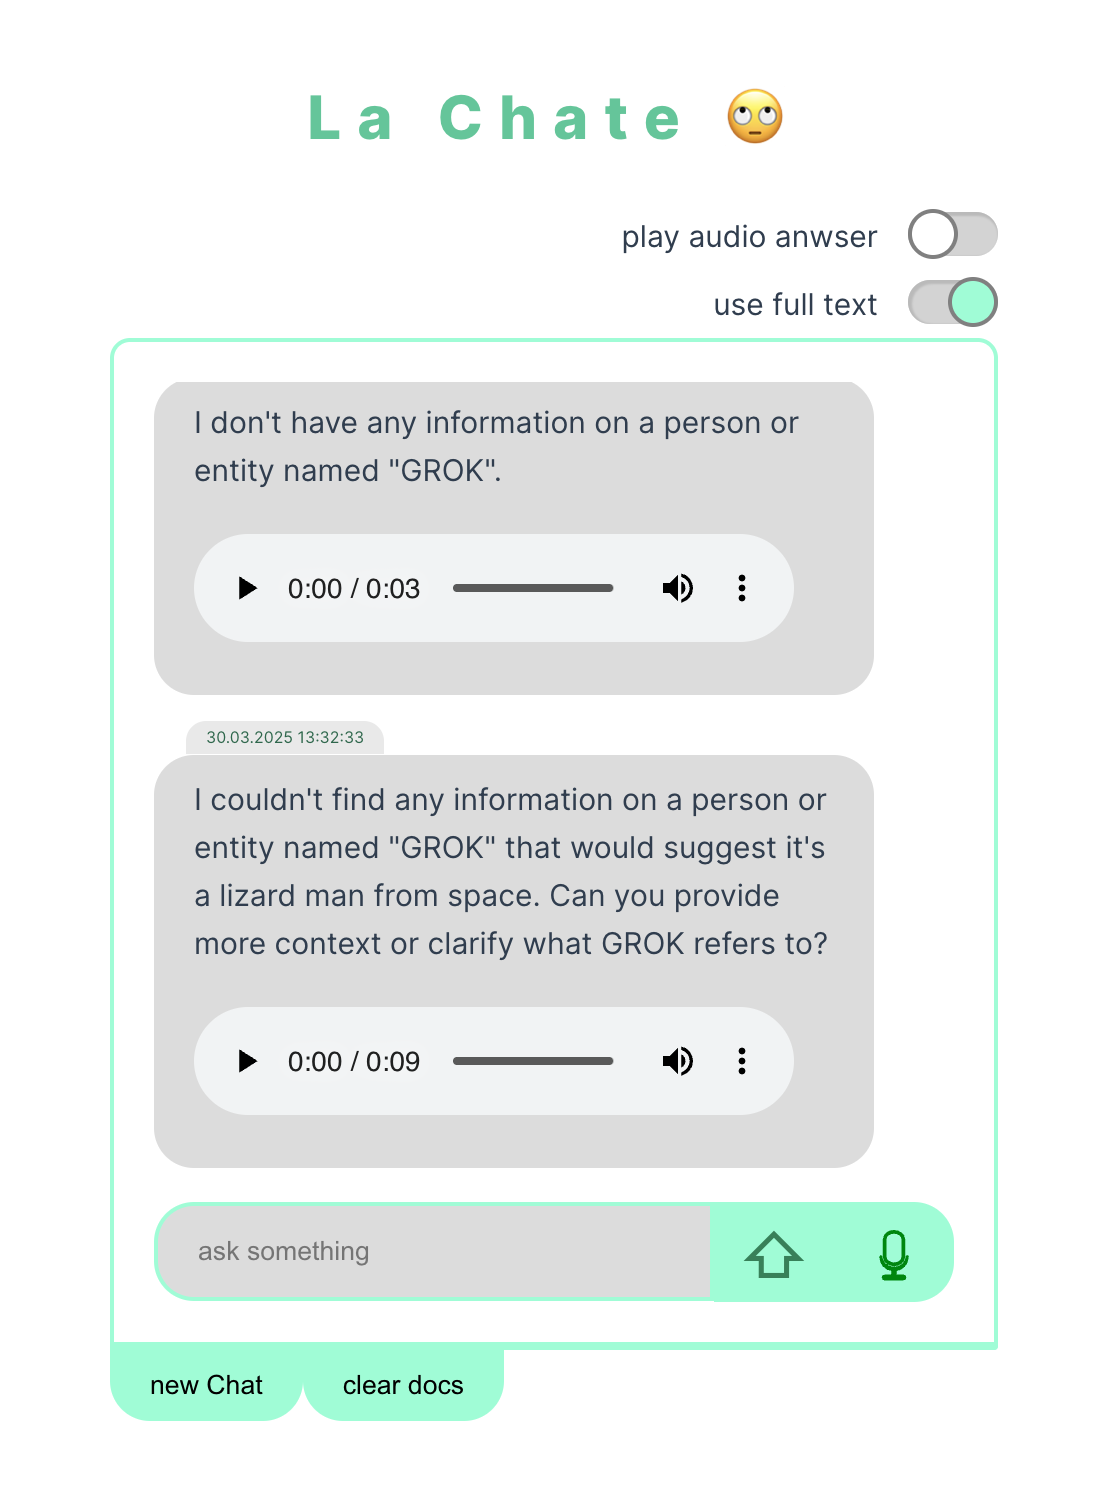 La Chate 🙄
play audio anwser
use full text
I don't have any information on a person or
entity named "GROK".
0:00 / 0:03
30.03.2025 13:32:33
I couldn't find any information on a person or
entity named "GROK" that would suggest it's
a lizard man from space. Can you provide
more context or clarify what GROK refers to?
0:00 / 0:09
ask something
new Chat
clear docs